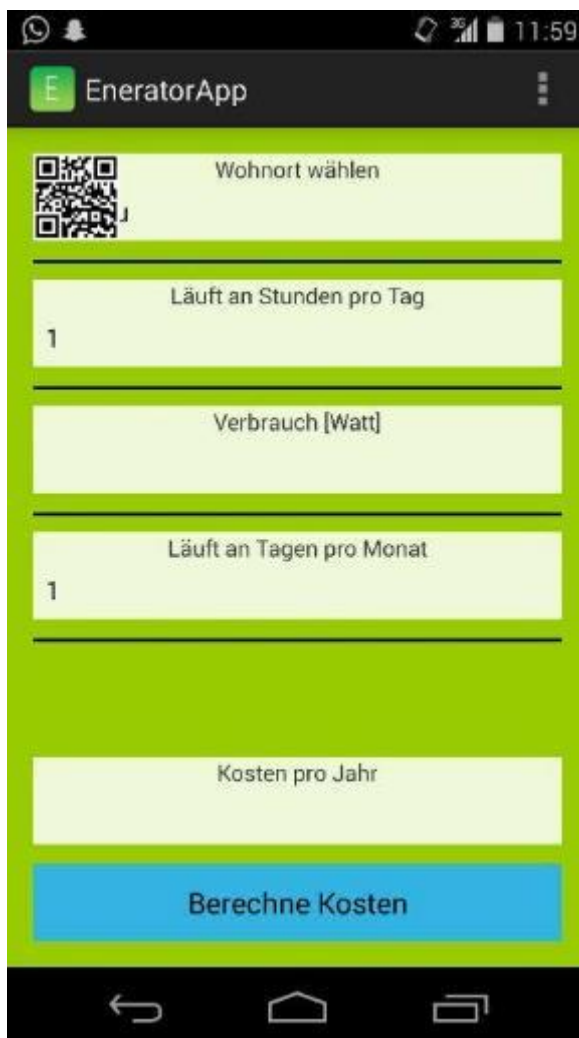 3G 11:59
E EneratorApp
Wohnort wählen
Läuft an Stunden pro Tag
1
Verbrauch [Watt]
Läuft an Tagen pro Monat
1
Kosten pro Jahr
Berechne Kosten